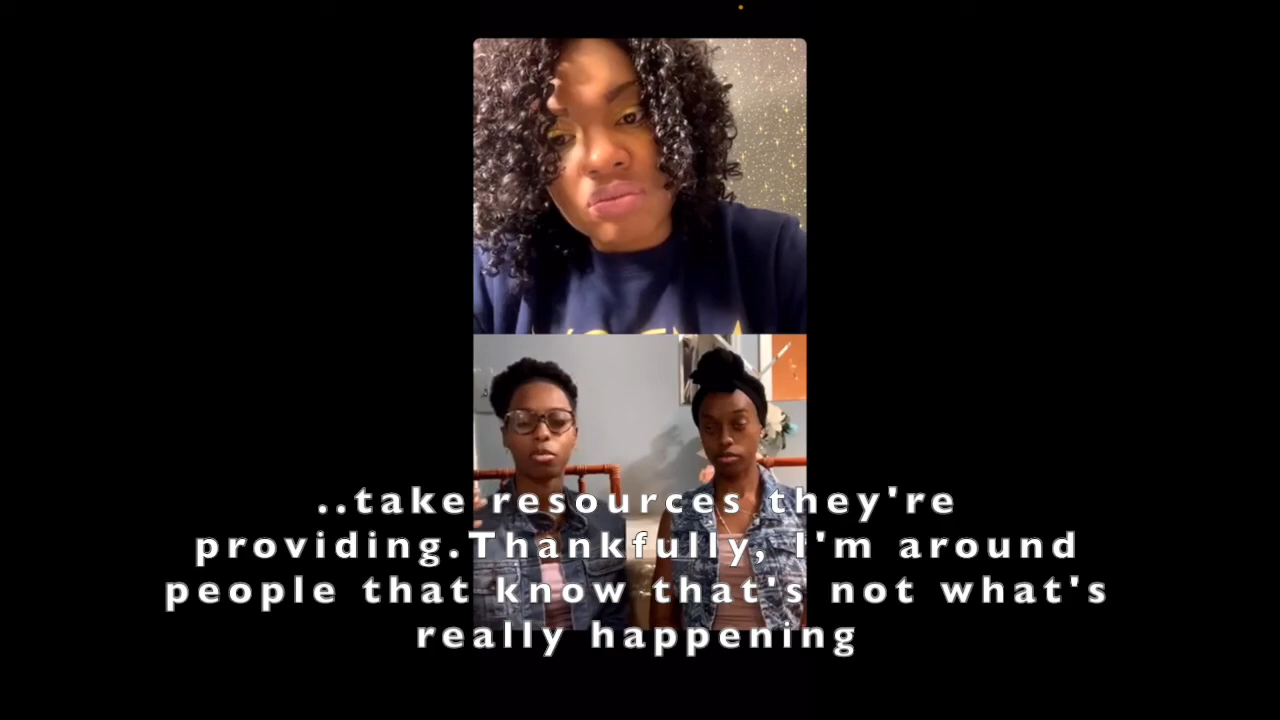 ..take resources they're
providing.Thankfully, I'm around
people that know that's not what's
really happening